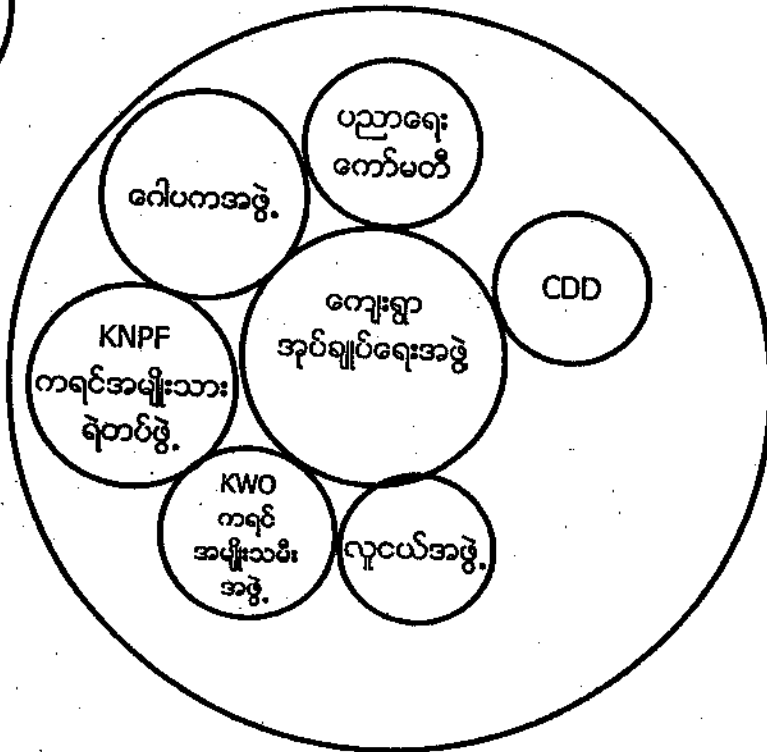 ပညာရေး
ကော်မတီ
ဂေါပကအဖွဲ့
CDD
ကျေးရွာ
အုပ်ချုပ်ရေးအဖွဲ့
KNPF
ကရင်အမျိုးသား
ရဲတပ်ဖွဲ့
KWO
ကရင်
အမျိုးသမီး
အဖွဲ့
လူငယ်အဖွဲ့